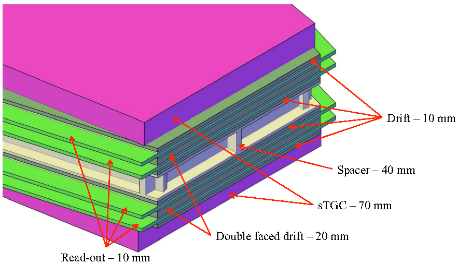 Drift – 10 mm
Spacer – 40 mm
sTGC – 70 mm
Double faced drift – 20 mm
Read-out – 10 mm